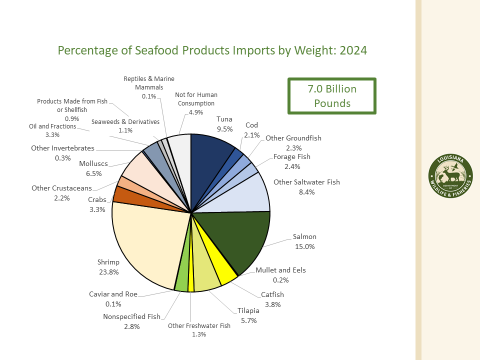 Percentage of Seafood Products Imports by Weight: 2024
7.0 Billion
Pounds
Reptiles & Marine
Mammals
0.1%
Not for Human
Consumption
4.9%
Products Made from Fish
or Shellfish
0.9%
Seaweeds & Derivatives
1.1%
Oil and Fractions
3.3%
Other Invertebrates
0.3%
Molluscs
6.5%
Other Crustaceans
2.2%
Crabs
3.3%
Shrimp
23.8%
Caviar and Roe
0.1%
Nonspecified Fish
2.8%
Other Freshwater Fish
1.3%
Tilapia
5.7%
Catfish
3.8%
Mullet and Eels
0.2%
Salmon
15.0%
Other Saltwater Fish
8.4%
Forage Fish
2.4%
Other Groundfish
2.3%
Cod
2.1%
Tuna
9.5%
LOUISIANA
WILDLIFE & FISHERIES